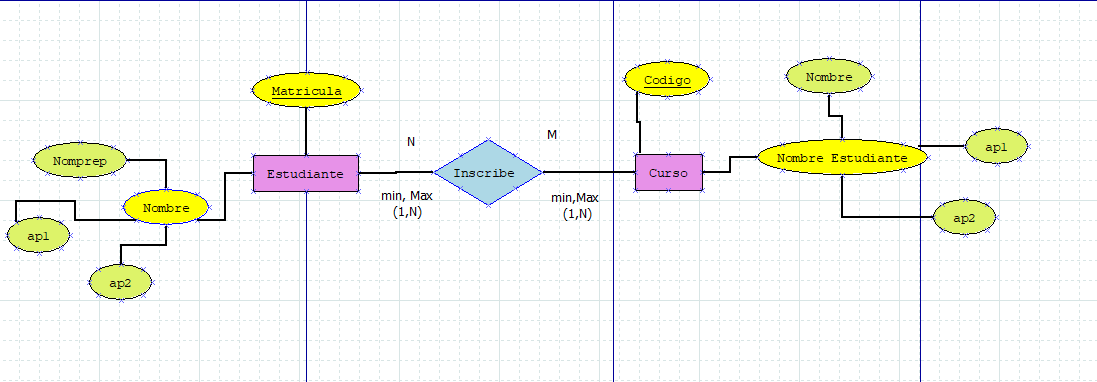 Matricula
Nomprep
Nombre
ap1
ap2
Estudiante
N
min, Max
(1,N)
Inscribe
M
min,Max
(1,N)
Codigo
Curso
Nombre
Nombre Estudiante
ap1
ap2